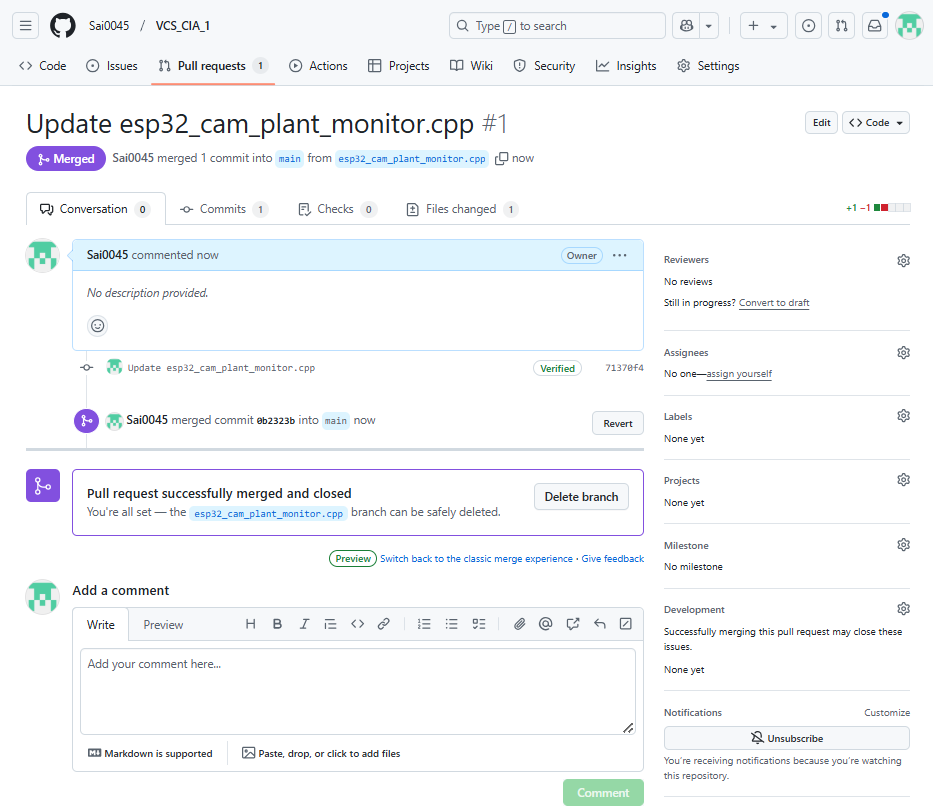 Sai0045 / VCS_CIA_1
Type / to search
Code Issues Pull requests 1 Actions Projects Wiki Security Insights Settings
Update esp32_cam_plant_monitor.cpp #1
Edit Code
Merged Sai0045 merged 1 commit into main from esp32_cam_plant_monitor.cpp now
Conversation 0 Commits 1 Checks 0 Files changed 1 +1 −1
Sai0045 commented now Owner ...
No description provided.
Update esp32_cam_plant_monitor.cpp Verified 71370f4
Sai0045 merged commit 0b2323b into main now Revert
Pull request successfully merged and closed
You're all set — the esp32_cam_plant_monitor.cpp branch can be safely deleted.
Delete branch
Preview Switch back to the classic merge experience · Give feedback
Add a comment
Write Preview H B I
Add your comment here...
Markdown is supported Paste, drop, or click to add files
Comment
Reviewers
No reviews
Still in progress? Convert to draft
Assignees
No one—assign yourself
Labels
None yet
Projects
None yet
Milestone
No milestone
Development
Successfully merging this pull request may close these
issues.
None yet
Notifications Customize
Unsubscribe
You're receiving notifications because you're watching
this repository.